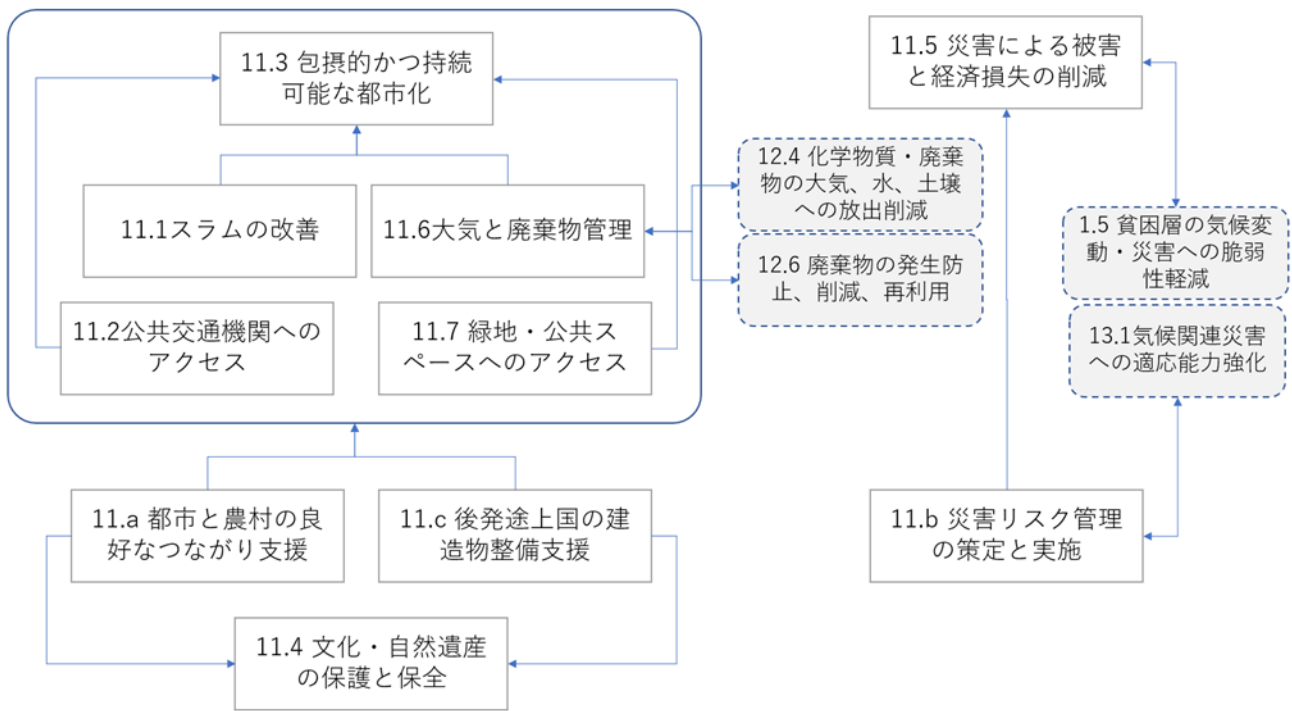 11.3 包摂的かつ持続
可能な都市化
11.1スラムの改善
11.6大気と廃棄物管理
11.2公共交通機関への
アクセス
11.7 緑地・公共ス
ペースへのアクセス
12.4 化学物質・廃棄
物の大気、水、土壌
への放出削減
12.6 廃棄物の発生防
止、削減、再利用
11.5 災害による被害
と経済損失の削減
1.5 貧困層の気候変
動・災害への脆弱
性軽減
13.1気候関連災害
への適応能力強化
11.a 都市と農村の良
好なつながり支援
11.c 後発途上国の建
造物整備支援
11.b 災害リスク管理
の策定と実施
11.4 文化・自然遺産
の保護と保全